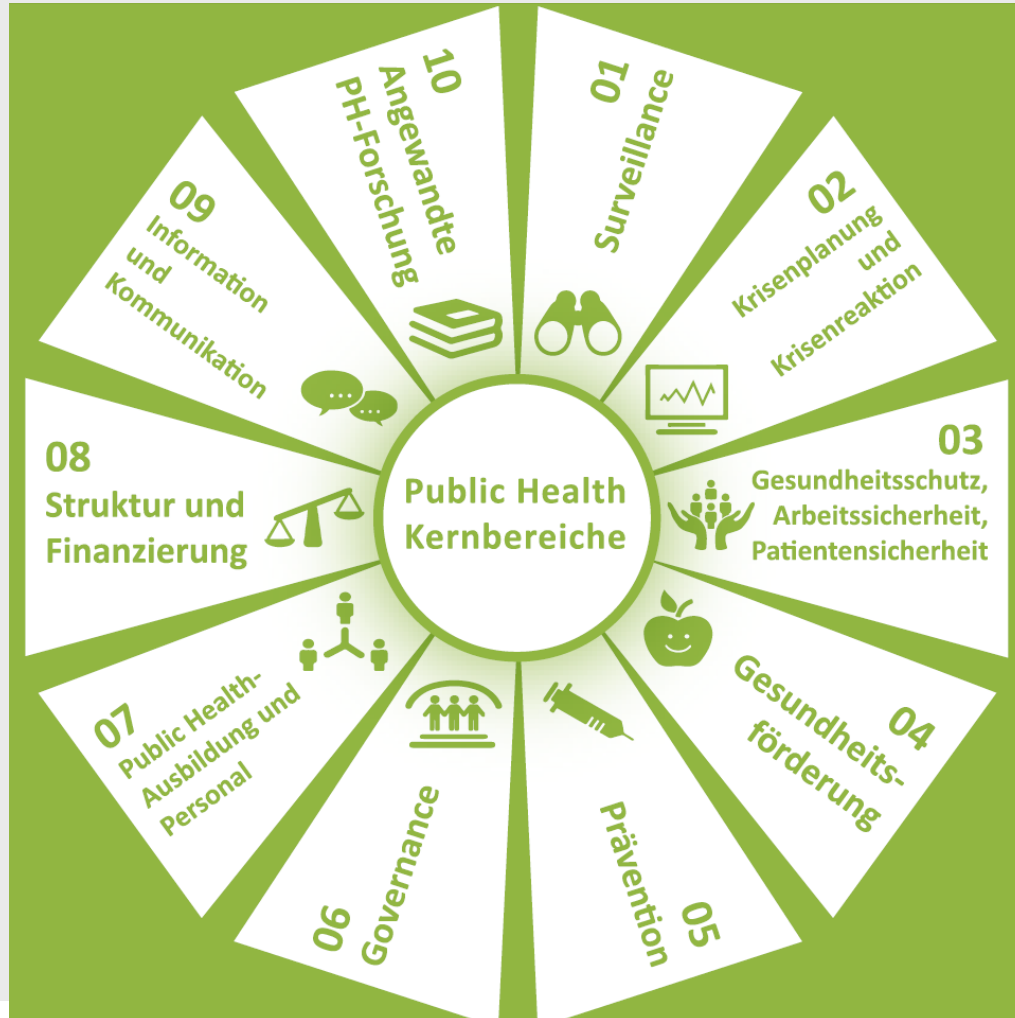 Public Health
Kernbereiche
01
Surveillance
02
Krisenplanung
und
Krisenreaktion
03
Gesundheitsschutz,
Arbeitssicherheit,
Patientensicherheit
04
Gesundheits-
förderung
05
Prävention
06
Governance
07
Public Health-
Ausbildung und
Personal
08
Struktur und
Finanzierung
09
Information
und
Kommunikation
10
Angewandte
PH-Forschung